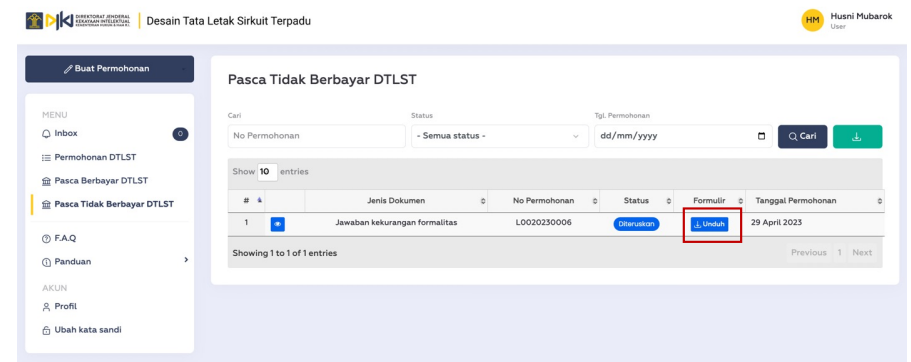 DIREKTORAT JENDERAL
KEKAYAAN INTELEKTUAL
Desain Tata Letak Sirkuit Terpadu
HM
Husni Mubarok
User
Buat Permohonan
MENU
Inbox
0
Permohonan DTLST
Pasca Berbayar DTLST
Pasca Tidak Berbayar DTLST
F.A.Q
Panduan
AKUN
Profil
Ubah kata sandi
Pasca Tidak Berbayar DTLST
Cari Status Tgl. Permohonan
No Permohonan - Semua status - dd/mm/yyyy Cari
Show 10 entries
# Jenis Dokumen No Permohonan Status Formulir Tanggal Permohonan
1 Jawaban kekurangan formalitas L0020230006 Diteruskan Unduh 29 April 2023
Showing 1 to 1 of 1 entries Previous 1 Next